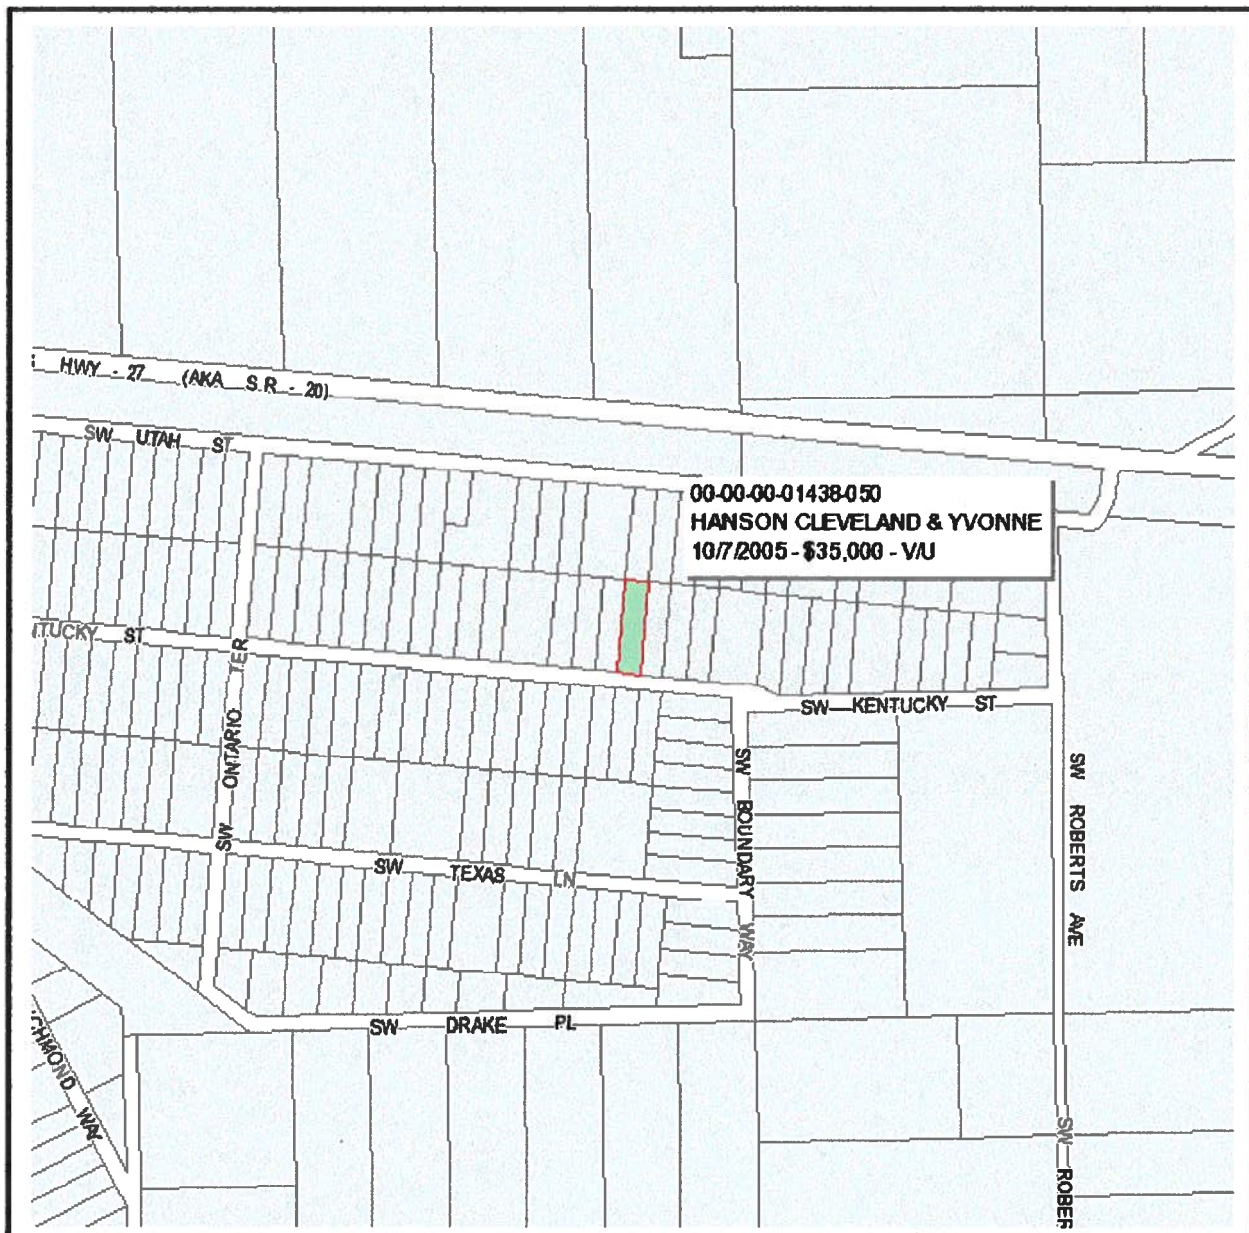 HWY - 27 (AKA S.R - 20)
SW UTAH ST
00-00-00-01438-050
HANSON CLEVELAND & YVONNE
10/7/2005 - $35,000 - V/U
ST
SW ONTARIO TER
SW KENTUCKY ST
SW BOUNDARY WAY
SW ROBERTS AVE
SW TEXAS LN
SW DRAKE PL
WAY
SW ROBER